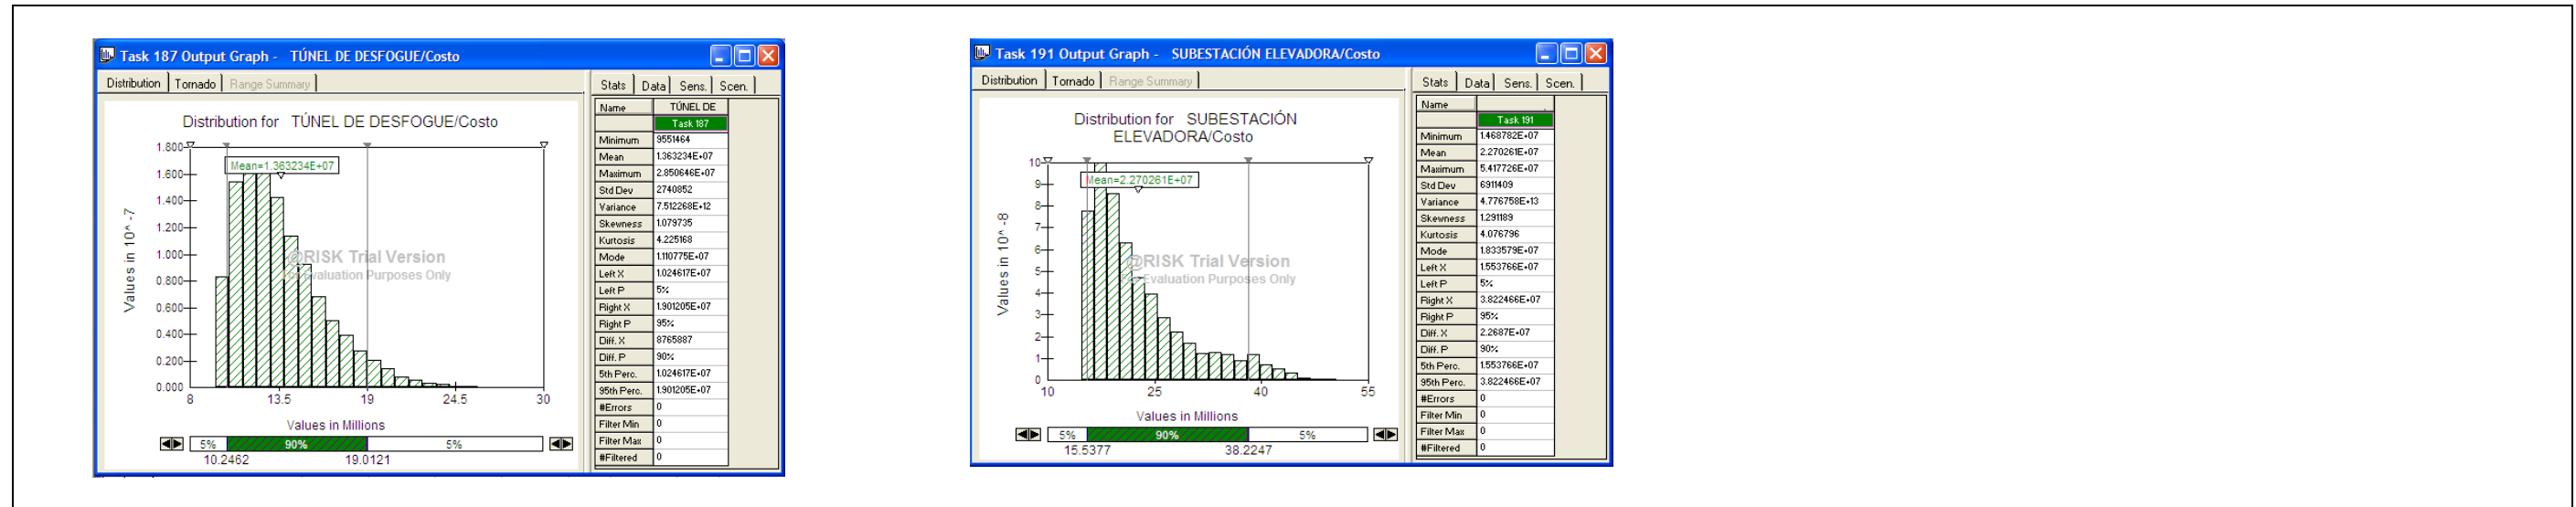 Task 187 Output Graph - TÚNEL DE DESFOGUE/Costo
Distribution Tornado Range Summary
Distribution for TÚNEL DE DESFOGUE/Costo
Mean=1.363234E+07
Values in 10^ -7
1.800
1.600
1.400
1.200
1.000
0.800
0.600
0.400
0.200
0.000
@RISK Trial Version
For Evaluation Purposes Only
8 13.5 19 24.5 30
Values in Millions
5% 90% 5%
10.2462 19.0121
Stats Data Sens. Scen.
Name TÚNEL DE
Task 187
Minimum 9551464
Mean 1.363234E+07
Maximum 2.850646E+07
Std Dev 2740852
Variance 7.512268E+12
Skewness 1.079735
Kurtosis 4.225168
Mode 1.110775E+07
Left X 1.024617E+07
Left P 5%
Right X 1.901205E+07
Right P 95%
Diff. X 8765887
Diff. P 90%
5th Perc. 1.024617E+07
95th Perc. 1.901205E+07
#Errors 0
Filter Min 0
Filter Max 0
#Filtered 0
Task 191 Output Graph - SUBESTACIÓN ELEVADORA/Costo
Distribution Tornado Range Summary
Distribution for SUBESTACIÓN
ELEVADORA/Costo
Mean=2.270261E+07
Values in 10^ -8
10
9
8
7
6
5
4
3
2
1
0
@RISK Trial Version
For Evaluation Purposes Only
10 25 40 55
Values in Millions
5% 90% 5%
15.5377 38.2247
Stats Data Sens. Scen.
Name
Task 191
Minimum 1.468782E+07
Mean 2.270261E+07
Maximum 5.417726E+07
Std Dev 6911409
Variance 4.776758E+13
Skewness 1.291189
Kurtosis 4.076796
Mode 1.833579E+07
Left X 1.553766E+07
Left P 5%
Right X 3.822466E+07
Right P 95%
Diff. X 2.2687E+07
Diff. P 90%
5th Perc. 1.553766E+07
95th Perc. 3.822466E+07
#Errors 0
Filter Min 0
Filter Max 0
#Filtered 0